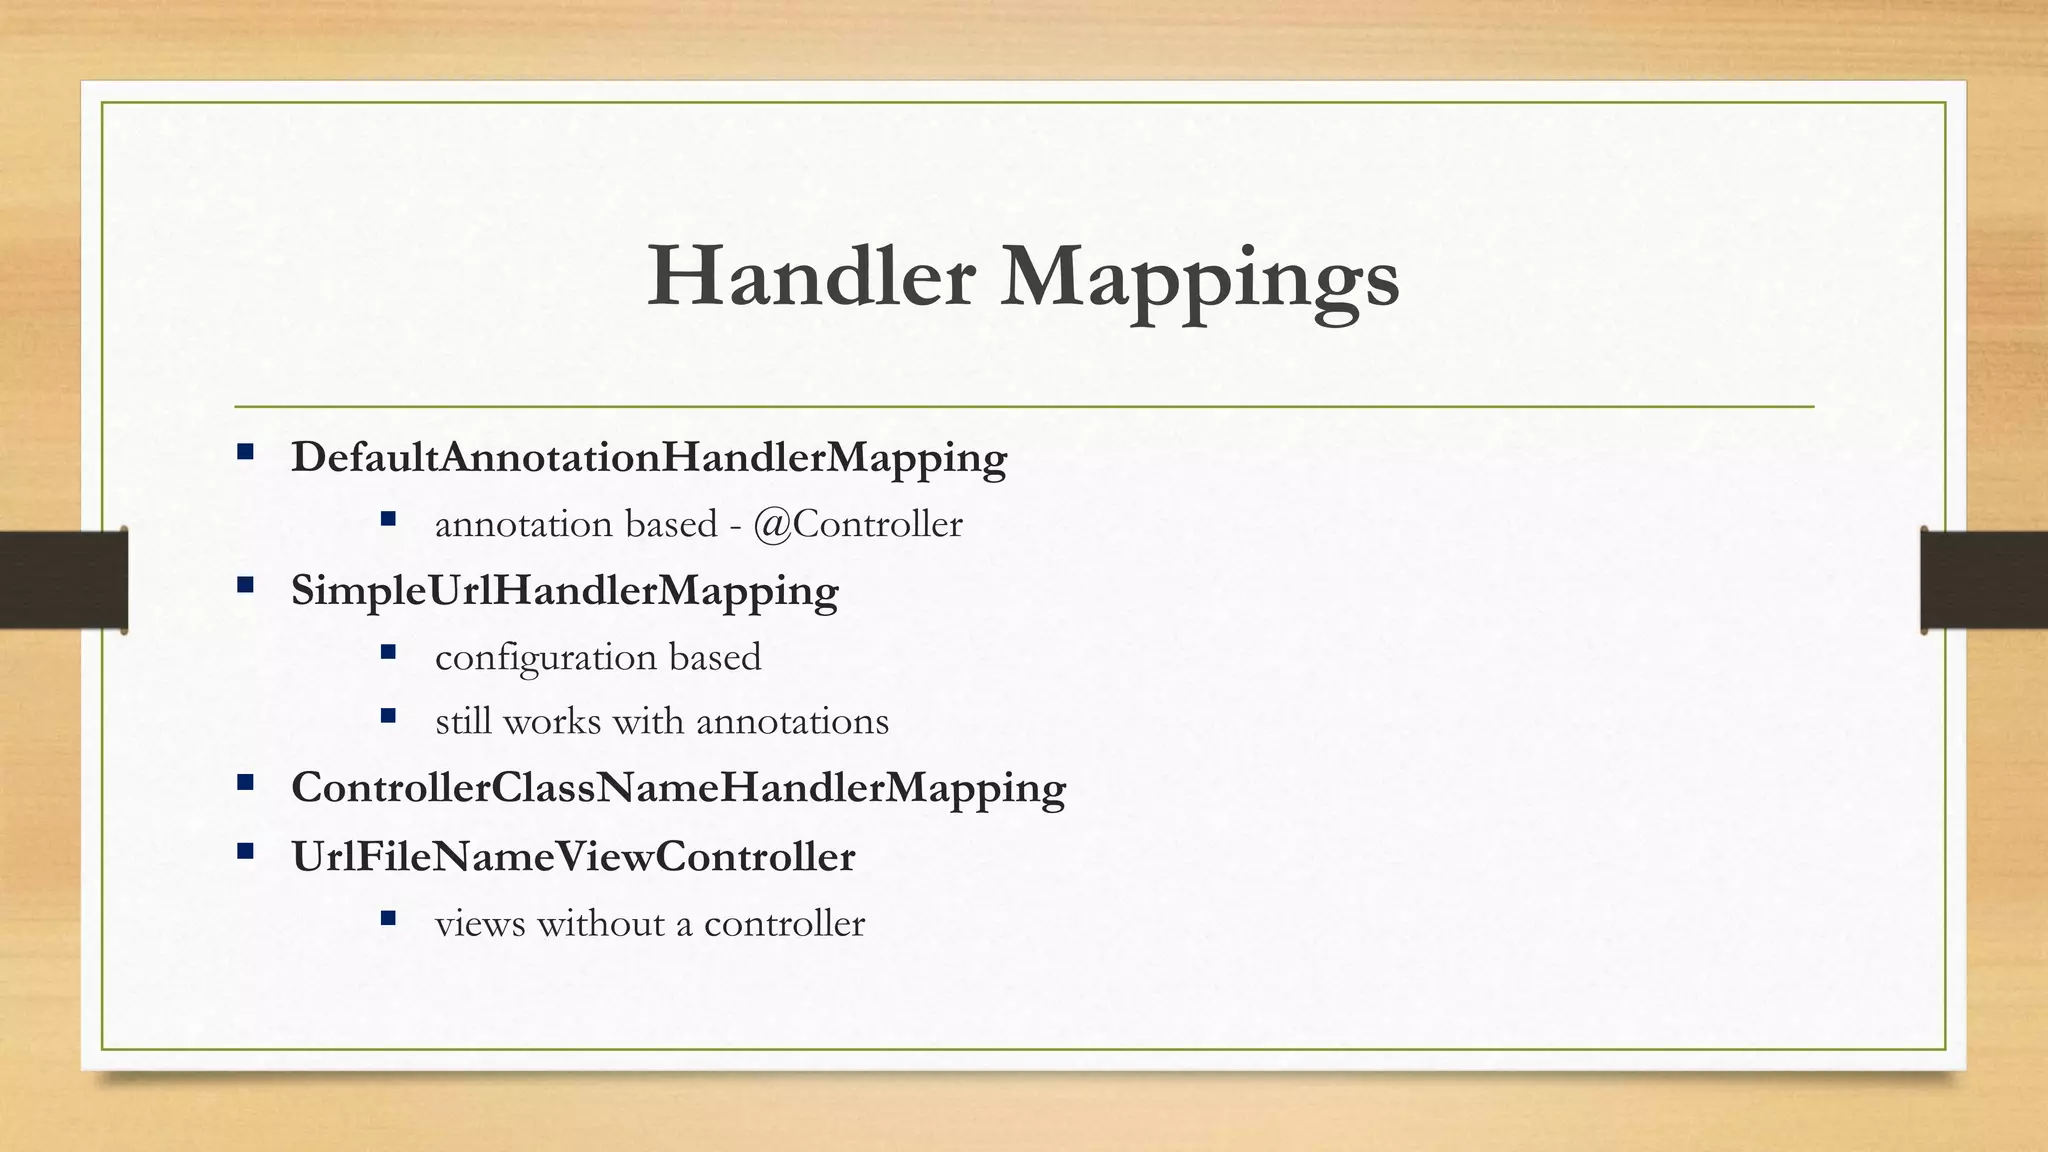 Handler Mappings
▪ DefaultAnnotationHandlerMapping
▪ annotation based - @Controller
▪ SimpleUrlHandlerMapping
▪ configuration based
▪ still works with annotations
▪ ControllerClassNameHandlerMapping
▪ UrlFileNameViewController
▪ views without a controller